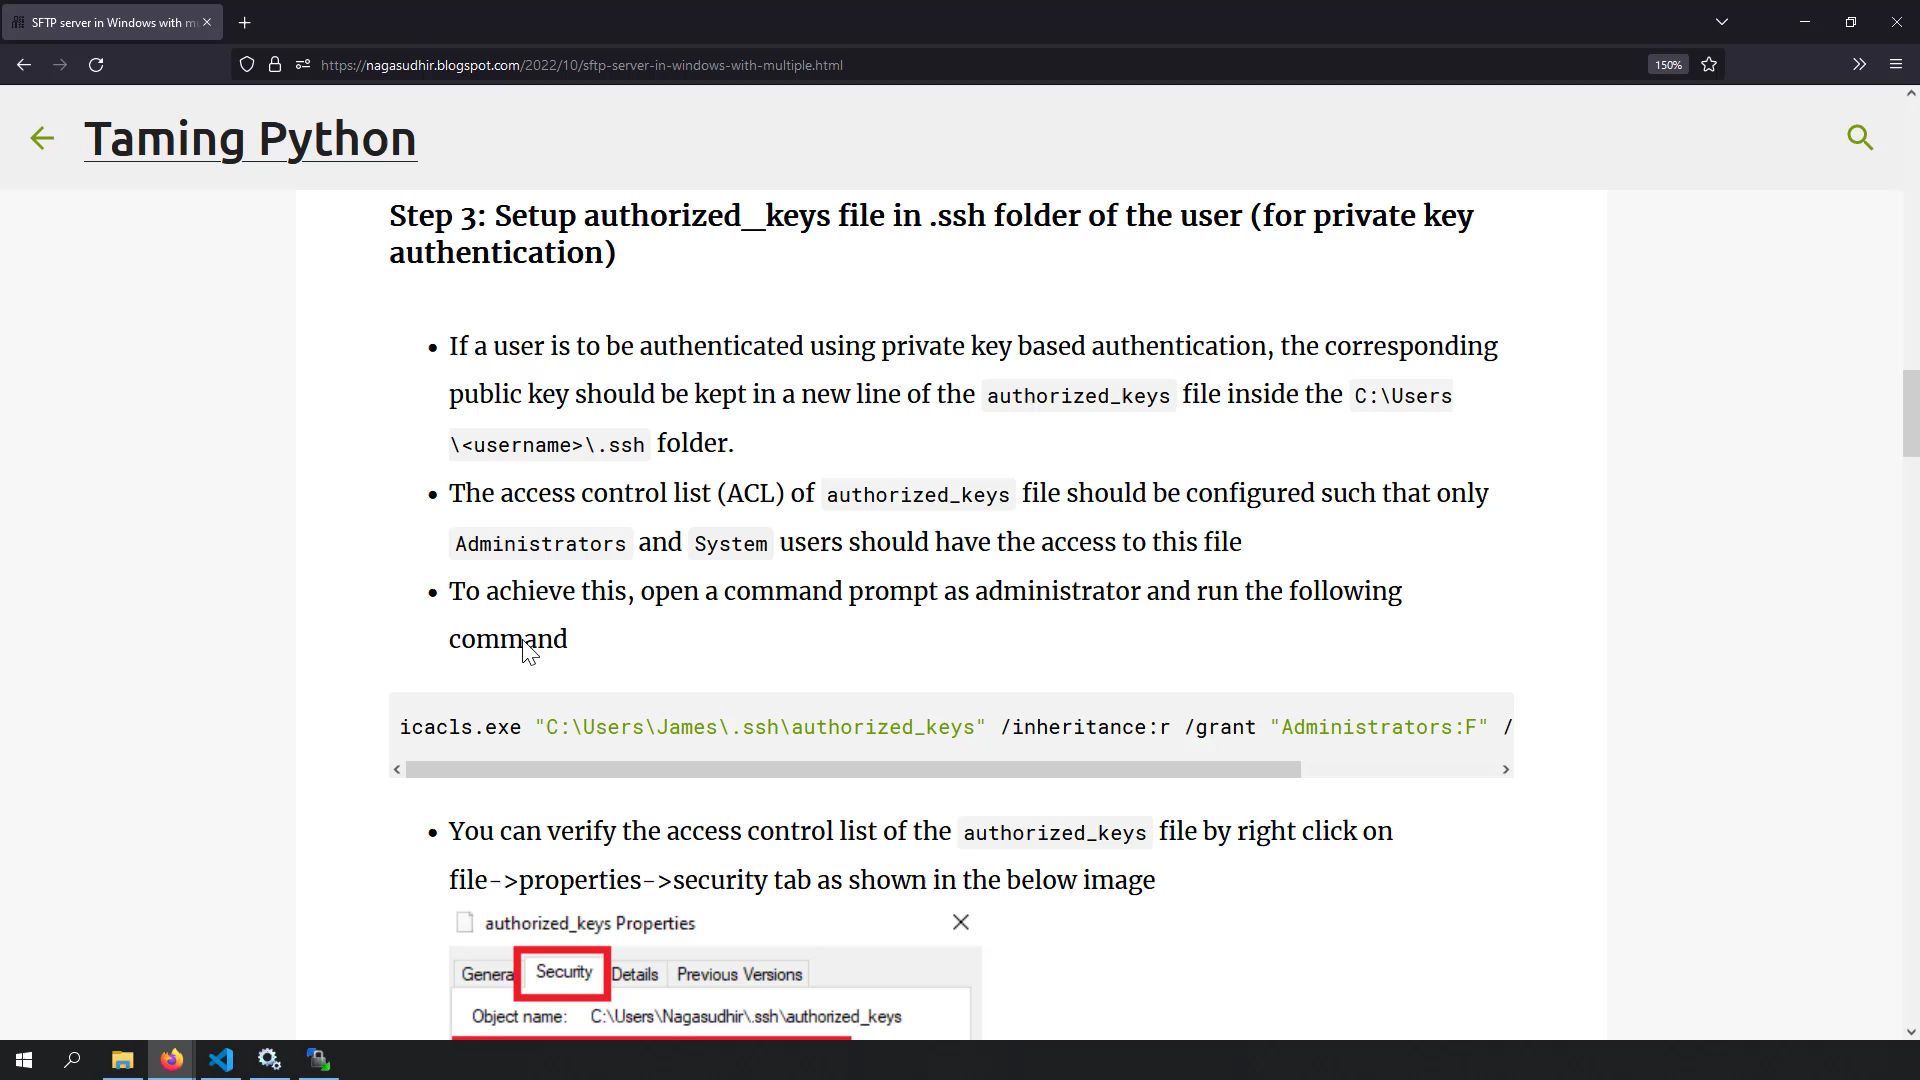 SFTP server in Windows with mu
https://nagasudhir.blogspot.com/2022/10/sftp-server-in-windows-with-multiple.html
150%
Taming Python
Step 3: Setup authorized_keys file in .ssh folder of the user (for private key
authentication)
• If a user is to be authenticated using private key based authentication, the corresponding
public key should be kept in a new line of the authorized_keys file inside the C:\Users
\<username>\.ssh folder.
• The access control list (ACL) of authorized_keys file should be configured such that only
Administrators and System users should have the access to this file
• To achieve this, open a command prompt as administrator and run the following
command
icacls.exe "C:\Users\James\.ssh\authorized_keys" /inheritance:r /grant "Administrators:F" /
• You can verify the access control list of the authorized_keys file by right click on
file->properties->security tab as shown in the below image
authorized_keys Properties
Genera Security Details Previous Versions
Object name: C:\Users\Nagasudhir\.ssh\authorized_keys